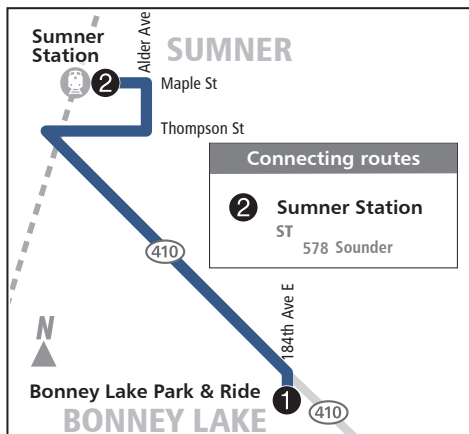 Sumner
Station
Alder Ave
SUMNER
2
Maple St
Thompson St
Connecting routes
2 Sumner Station
ST
578 Sounder
410
184th Ave E
N
Bonney Lake Park & Ride
1
410
BONNEY LAKE